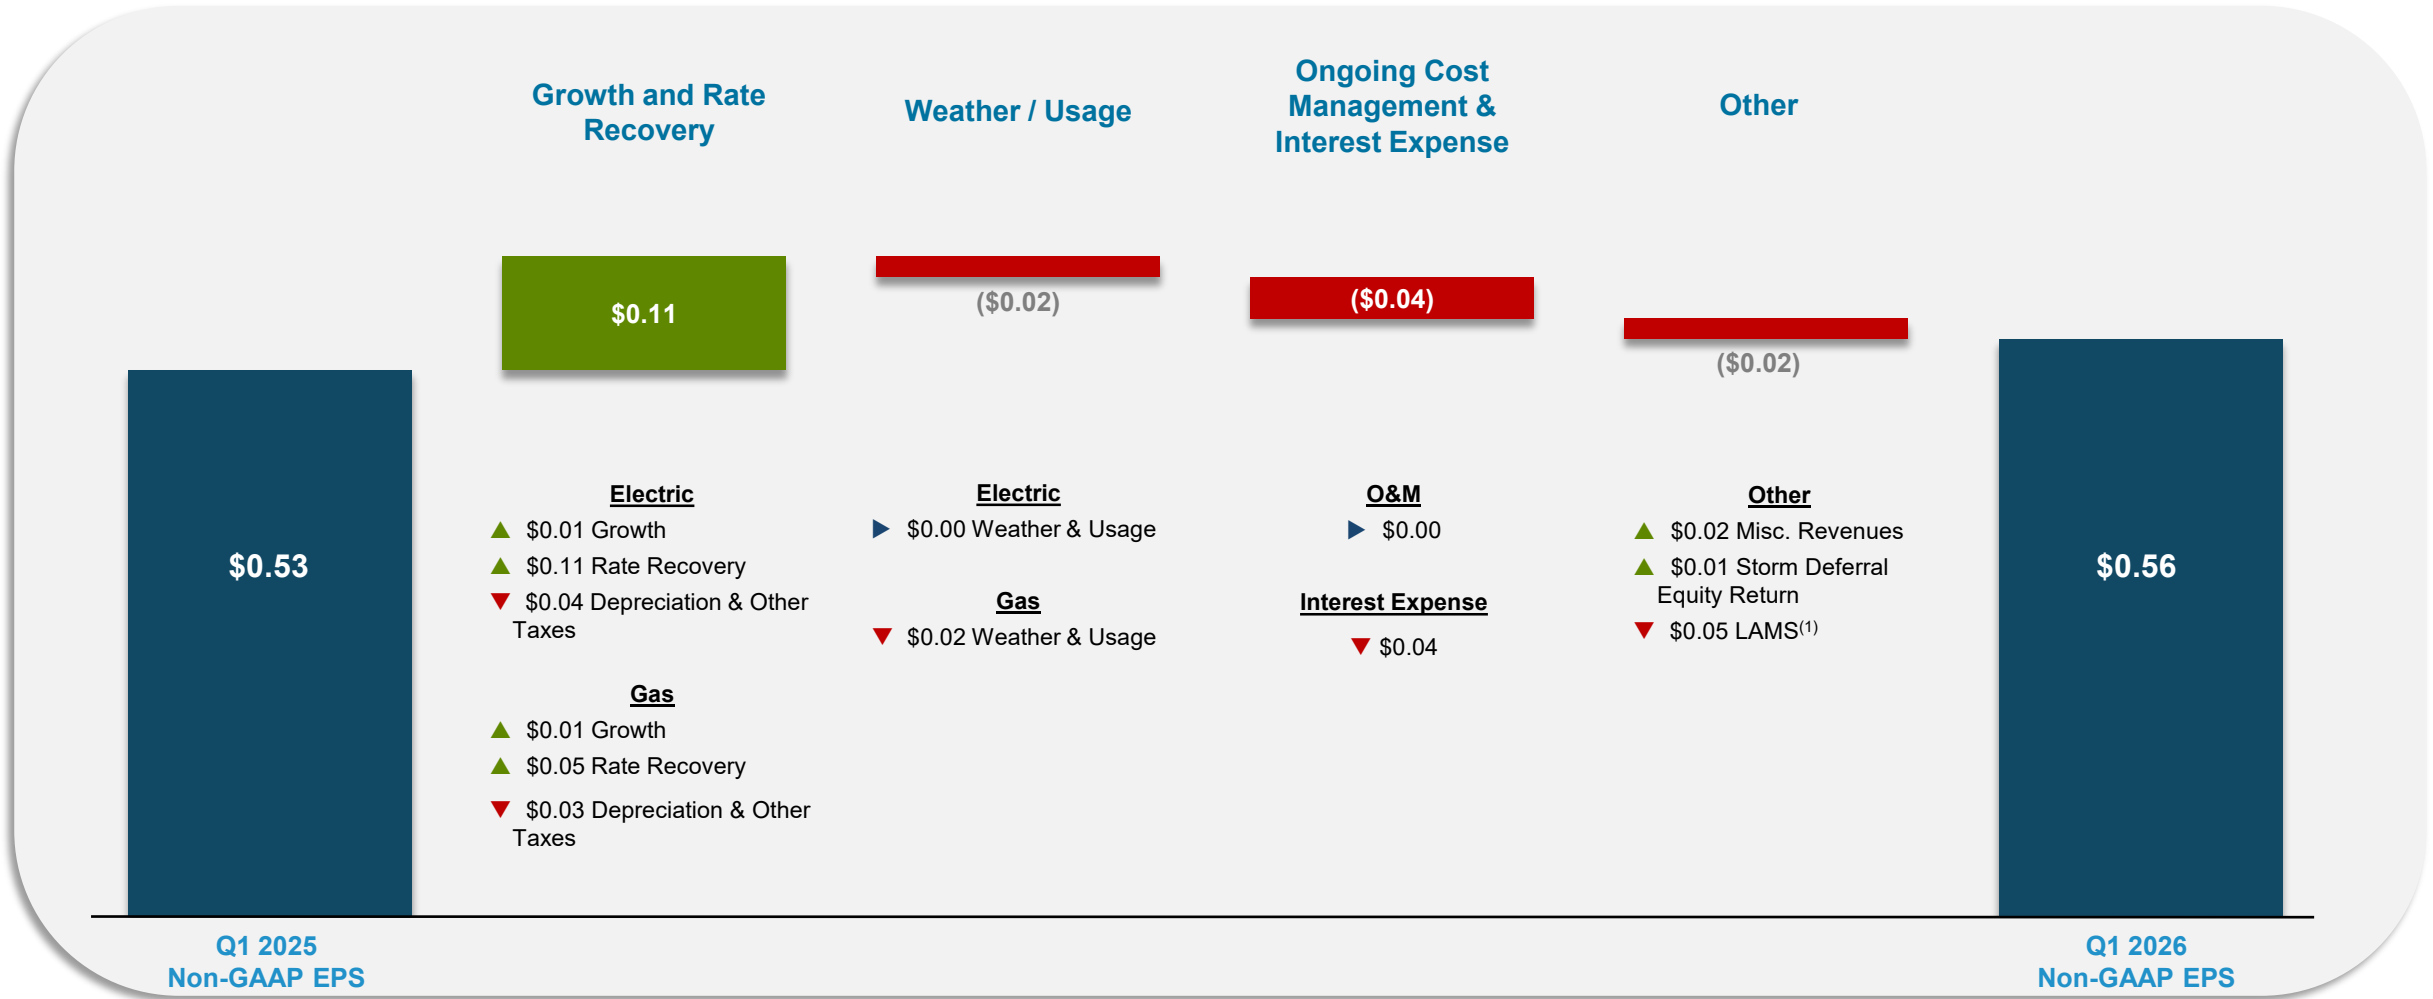 Growth and Rate
Recovery
Weather / Usage
Ongoing Cost
Management &
Interest Expense
Other
$0.53
$0.11
($0.02)
($0.04)
($0.02)
$0.56
Electric
$0.01 Growth
$0.11 Rate Recovery
$0.04 Depreciation & Other
Taxes
Gas
$0.01 Growth
$0.05 Rate Recovery
$0.03 Depreciation & Other
Taxes
Electric
$0.00 Weather & Usage
Gas
$0.02 Weather & Usage
O&M
$0.00
Interest Expense
$0.04
Other
$0.02 Misc. Revenues
$0.01 Storm Deferral
Equity Return
$0.05 LAMS(1)
Q1 2025
Non-GAAP EPS
Q1 2026
Non-GAAP EPS